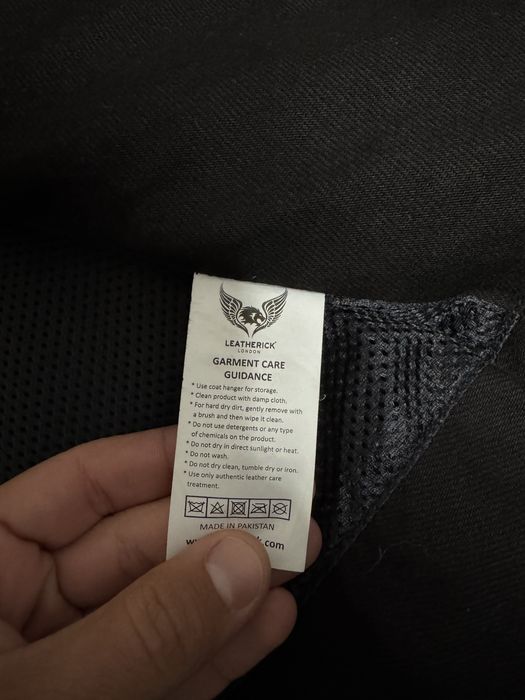 LEATHERICK
LONDON
GARMENT CARE
GUIDANCE
* Use coat hanger for storage.
* Clean product with damp cloth.
* For hard dry dirt, gently remove with
a brush and then wipe it clean.
* Do not use detergents or any type
of chemicals on the product.
* Do not dry in direct sunlight or heat.
* Do not wash.
* Do not dry clean, tumble dry or iron.
* Use only authentic leather care
treatment.
MADE IN PAKISTAN